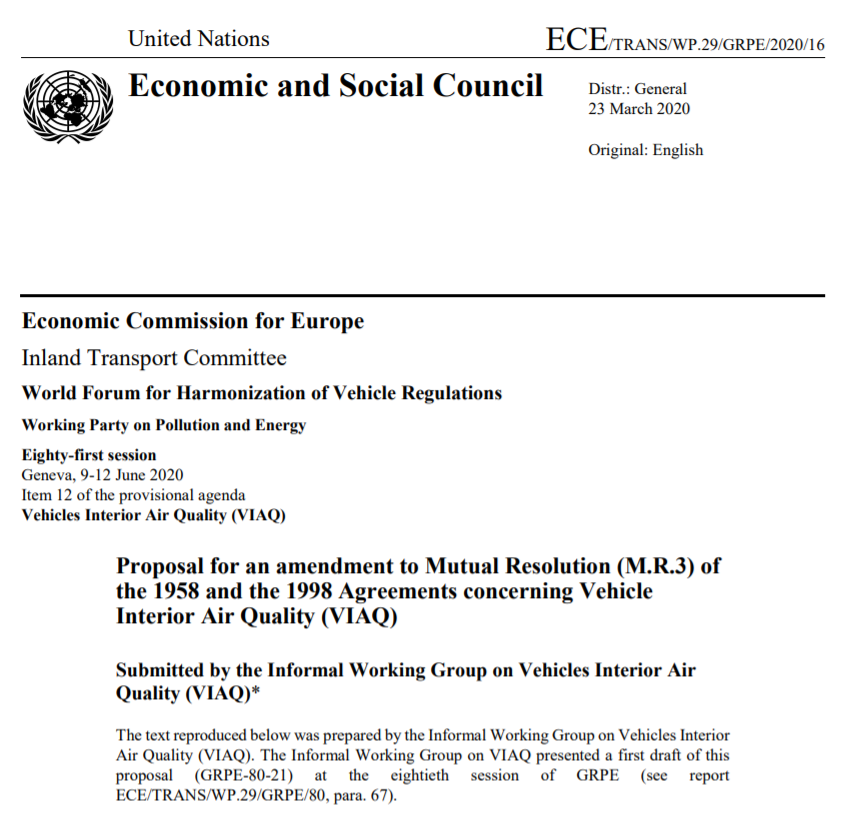 United Nations
ECE/TRANS/WP.29/GRPE/2020/16
Economic and Social Council
Distr.: General
23 March 2020
Original: English
Economic Commission for Europe
Inland Transport Committee
World Forum for Harmonization of Vehicle Regulations
Working Party on Pollution and Energy
Eighty-first session
Geneva, 9-12 June 2020
Item 12 of the provisional agenda
Vehicles Interior Air Quality (VIAQ)
Proposal for an amendment to Mutual Resolution (M.R.3) of
the 1958 and the 1998 Agreements concerning Vehicle
Interior Air Quality (VIAQ)
Submitted by the Informal Working Group on Vehicles Interior Air
Quality (VIAQ)*
The text reproduced below was prepared by the Informal Working Group on Vehicles Interior
Air Quality (VIAQ). The Informal Working Group on VIAQ presented a first draft of this
proposal (GRPE-80-21) at the eightieth session of GRPE (see report
ECE/TRANS/WP.29/GRPE/80, para. 67).